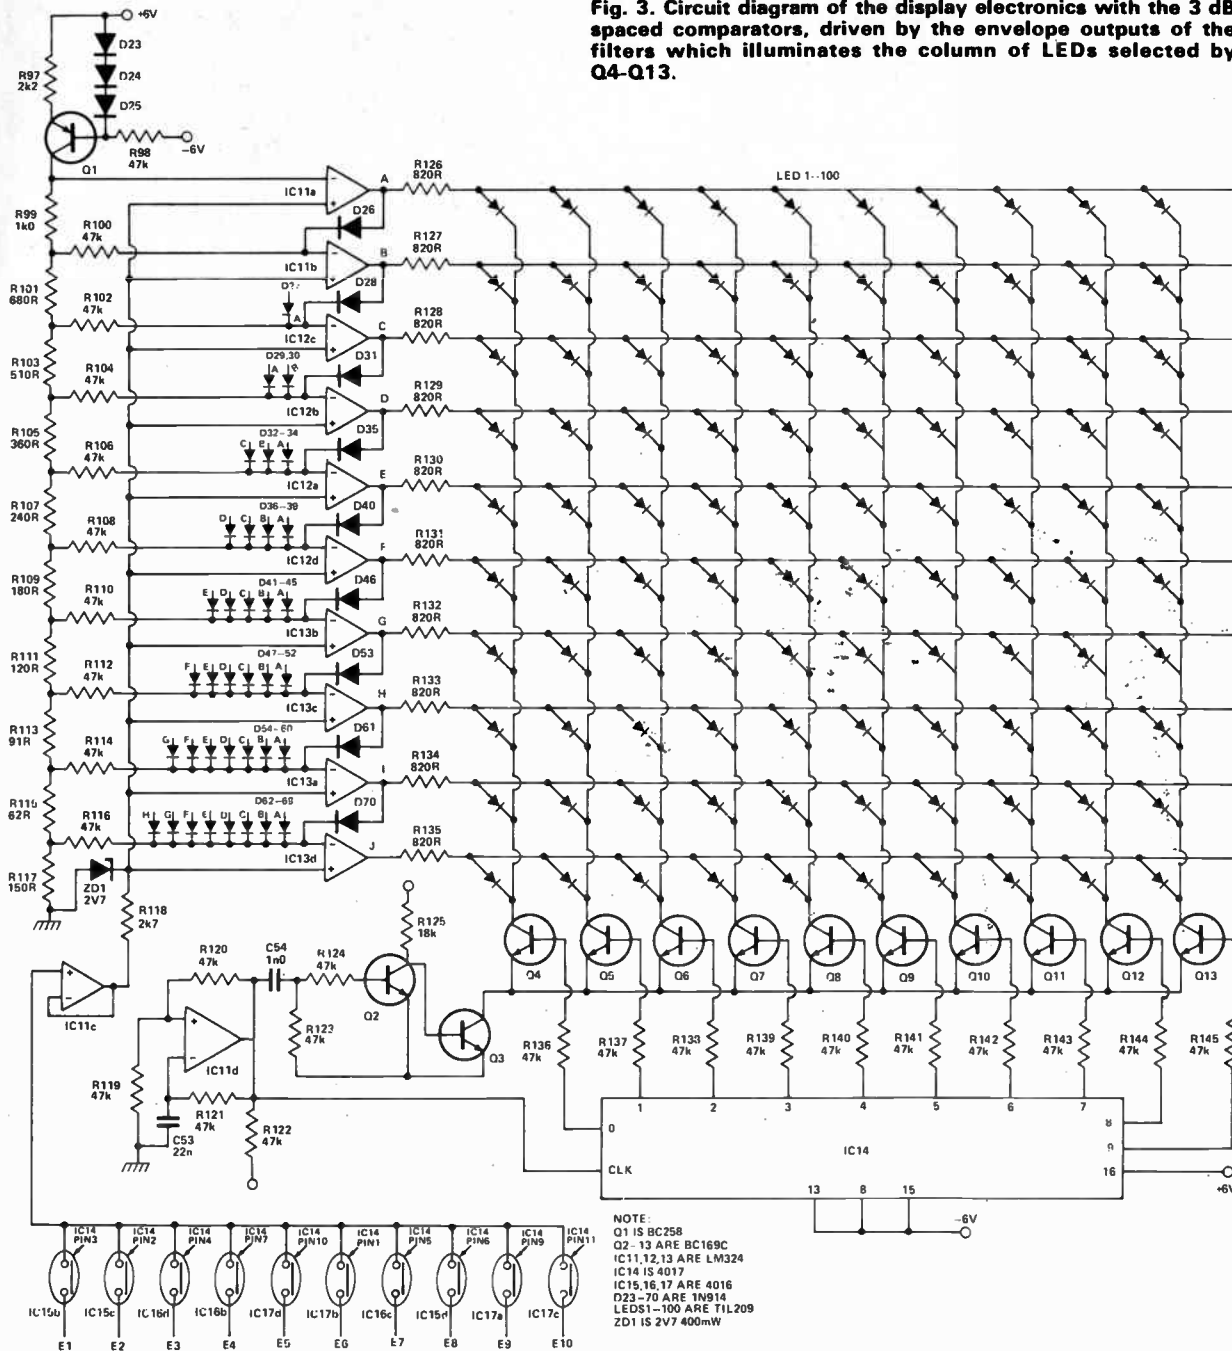 Fig. 3. Circuit diagram of the display electronics with the 3 dB
spaced comparators, driven by the envelope outputs of the
filters which illuminates the column of LEDs selected by
Q4-Q13.
+6V
D23
R97
2k2
D24
D25
R98
47k
-6V
Q1
R99
1k0
R100
47k
IC11a
A
R126
820R
LED 1--100
D26
R101
680R
R102
47k
IC11b
B
R127
820R
D28
A
IC12c
C
R128
820R
R103
510R
R104
47k
D29,30
A B
D31
IC12b
D
R129
820R
R105
360R
R106
47k
D32-34
C E A
D35
IC12a
E
R130
820R
R107
240R
R108
47k
D36-39
D C B A
D40
IC12d
F
R131
820R
R109
180R
R110
47k
D41-45
E D C B A
D46
IC13b
G
R132
820R
R111
120R
R112
47k
D47-52
F E D C B A
D53
IC13c
H
R133
820R
R113
91R
R114
47k
D54-60
G F E D C B A
D61
IC13a
I
R134
820R
R115
62R
R116
47k
D62-69
H G F E D C B A
D70
IC13d
J
R135
820R
R117
150R
ZD1
2V7
R118
2k7
IC11c
R120
47k
C54
1n0
R124
47k
R125
18k
Q2
R123
47k
Q3
IC11d
R119
47k
R121
47k
C53
22n
R122
47k
Q4 Q5 Q6 Q7 Q8 Q9 Q10 Q11 Q12 Q13
R136
47k
R137
47k
R138
47k
R139
47k
R140
47k
R141
47k
R142
47k
R143
47k
R144
47k
R145
47k
1 2 3 4 5 6 7
0
8
9
IC14
CLK
16
+6V
13 8 15
-6V
IC14
PIN3
IC14
PIN2
IC14
PIN4
IC14
PIN7
IC14
PIN10
IC14
PIN1
IC14
PIN5
IC14
PIN6
IC14
PIN9
IC14
PIN11
IC15b IC15c IC16d IC16b IC17d IC17b IC16c IC15d IC17a IC17c
E1 E2 E3 E4 E5 E6 E7 E8 E9 E10
NOTE:
Q1 IS BC258
Q2-13 ARE BC169C
IC11,12,13 ARE LM324
IC14 IS 4017
IC15,16,17 ARE 4016
D23-70 ARE 1N914
LEDS1-100 ARE TIL209
ZD1 IS 2V7 400mW